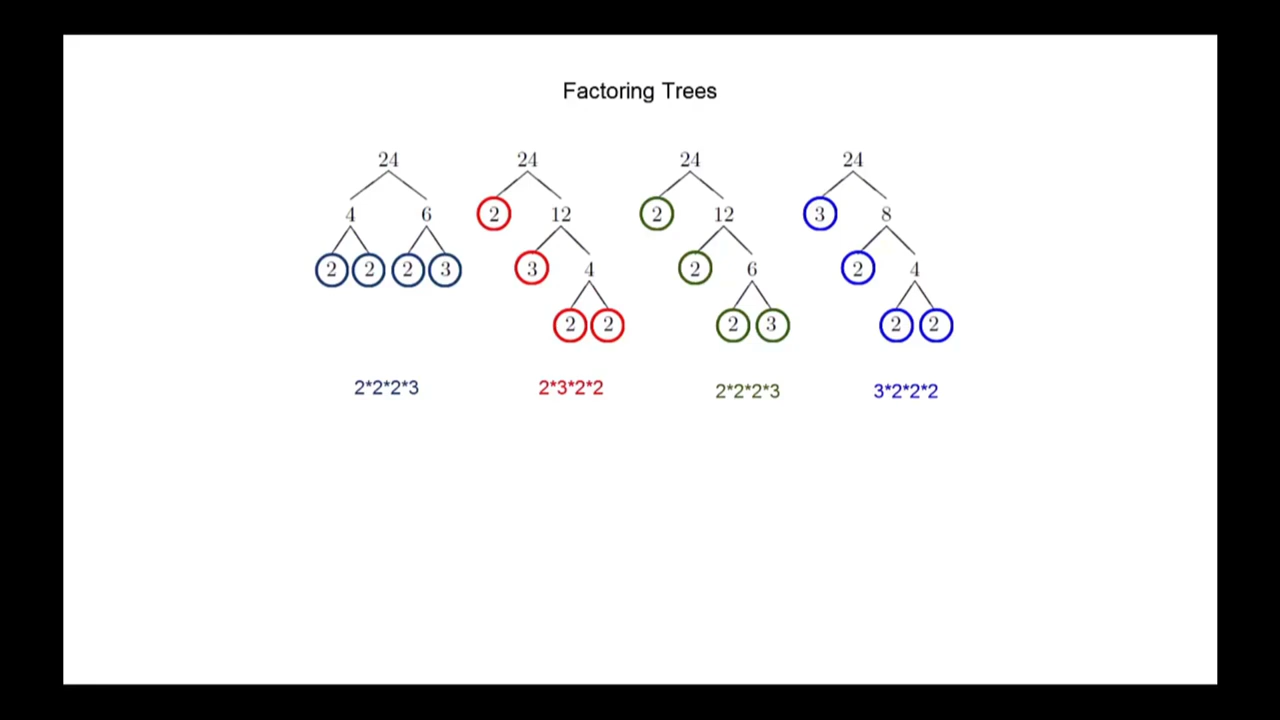 Factoring Trees
24 24 24 24
4 6 2 12 2 12 3 8
2 2 2 3 3 4 2 6 2 4
2 2 2 3 2 2
2*2*2*3 2*3*2*2 2*2*2*3 3*2*2*2